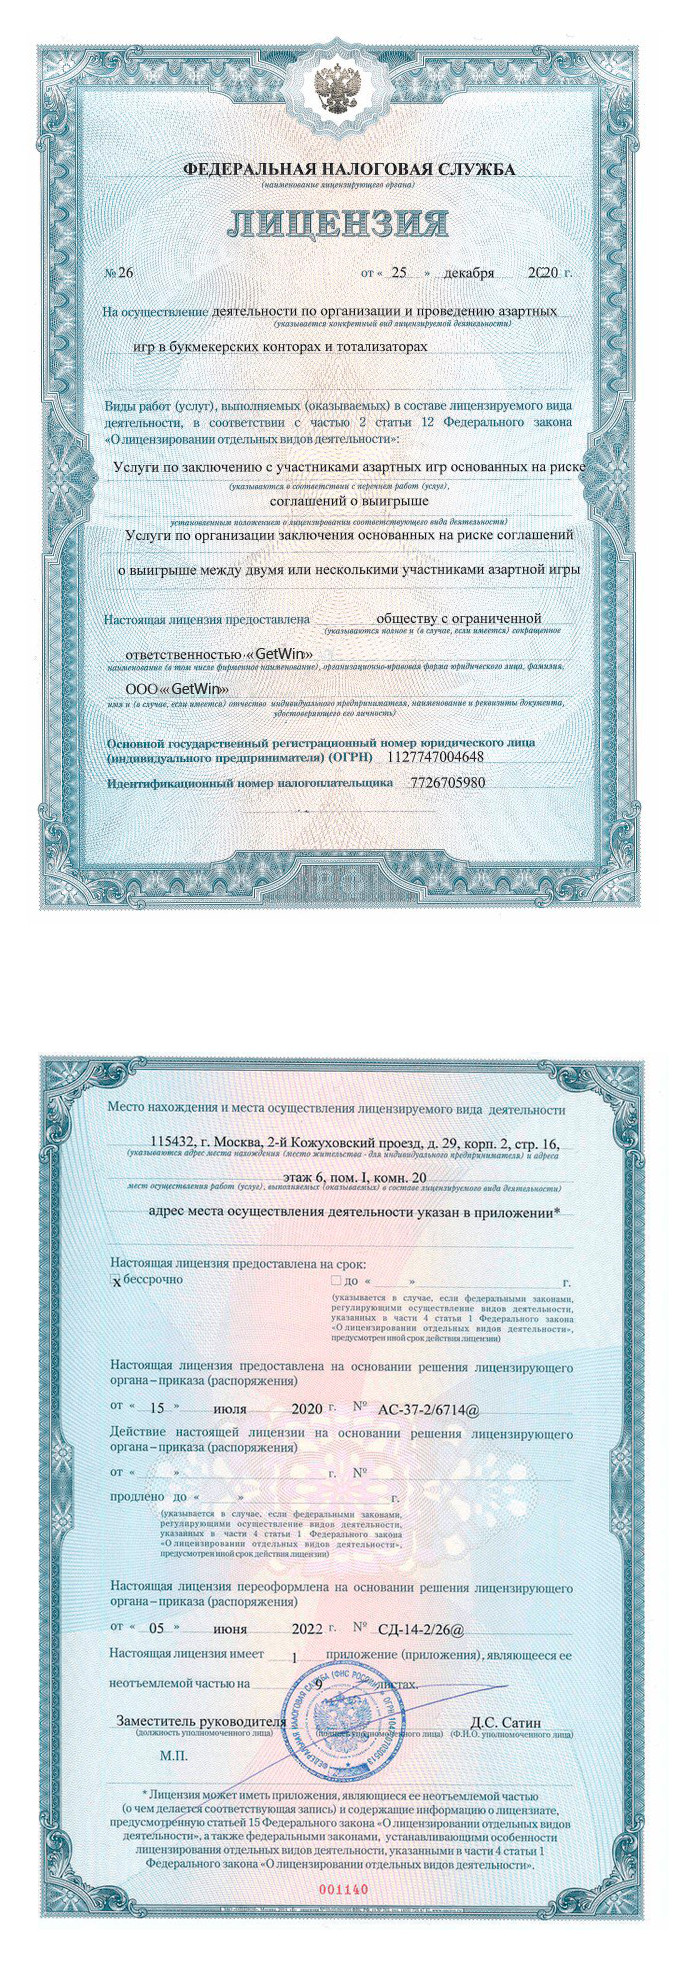 ФЕДЕРАЛЬНАЯ НАЛОГОВАЯ СЛУЖБА
(наименование лицензирующего органа)
ЛИЦЕНЗИЯ
№ 26 от « 25 » декабря 2020 г.
На осуществление деятельности по организации и проведению азартных
(указывается конкретный вид лицензируемой деятельности)
игр в букмекерских конторах и тотализаторах
Виды работ (услуг), выполняемых (оказываемых) в составе лицензируемого вида
деятельности, в соответствии с частью 2 статьи 12 Федерального закона
«О лицензировании отдельных видов деятельности»:
Услуги по заключению с участниками азартных игр основанных на риске
(указываются в соответствии с перечнем работ (услуг),
соглашений о выигрыше
установленным положением о лицензировании соответствующего вида деятельности)
Услуги по организации заключения основанных на риске соглашений
о выигрыше между двумя или несколькими участниками азартной игры
Настоящая лицензия предоставлена обществу с ограниченной
(указываются полное и (в случае, если имеется) сокращенное
ответственностью «GetWin»
наименование (в том числе фирменное наименование), организационно-правовая форма юридического лица, фамилия,
ООО «GetWin»
имя и (в случае, если имеется) отчество индивидуального предпринимателя, наименование и реквизиты документа,
удостоверяющего его личность)
Основной государственный регистрационный номер юридического лица
(индивидуального предпринимателя) (ОГРН) 1127747004648
Идентификационный номер налогоплательщика 7726705980
Место нахождения и места осуществления лицензируемого вида деятельности
115432, г. Москва, 2-й Кожуховский проезд, д. 29, корп. 2, стр. 16,
(указываются адрес места нахождения (место жительства - для индивидуального предпринимателя) и адреса
этаж 6, пом. I, комн. 20
мест осуществления работ (услуг), выполняемых (оказываемых) в составе лицензируемого вида деятельности)
адрес места осуществления деятельности указан в приложении*
Настоящая лицензия предоставлена на срок:
x бессрочно до « » г.
(указывается в случае, если федеральными законами,
регулирующими осуществление видов деятельности,
указанных в части 4 статьи 1 Федерального закона
«О лицензировании отдельных видов деятельности»,
предусмотрен иной срок действия лицензии)
Настоящая лицензия предоставлена на основании решения лицензирующего
органа – приказа (распоряжения)
от « 15 » июля 2020 г. № АС-37-2/6714@
Действие настоящей лицензии на основании решения лицензирующего
органа – приказа (распоряжения)
от « » г. №
продлено до « » г.
(указывается в случае, если федеральными законами,
регулирующими осуществление видов деятельности,
указанных в части 4 статьи 1 Федерального закона
«О лицензировании отдельных видов деятельности»,
предусмотрен иной срок действия лицензии)
Настоящая лицензия переоформлена на основании решения лицензирующего
органа – приказа (распоряжения)
от « 05 » июня 2022 г. № СД-14-2/26@
Настоящая лицензия имеет 1 приложение (приложения), являющееся ее
неотъемлемой частью на 9 листах.
Заместитель руководителя Д.С. Сатин
(должность уполномоченного лица) (подпись уполномоченного лица) (Ф.И.О. уполномоченного лица)
М.П.
* Лицензия может иметь приложения, являющиеся ее неотъемлемой частью
(о чем делается соответствующая запись) и содержащие информацию о лицензиате,
предусмотренную статьей 15 Федерального закона «О лицензировании отдельных видов
деятельности», а также федеральными законами, устанавливающими особенности
лицензирования отдельных видов деятельности, указанными в части 4 статьи 1
Федерального закона «О лицензировании отдельных видов деятельности».
001140